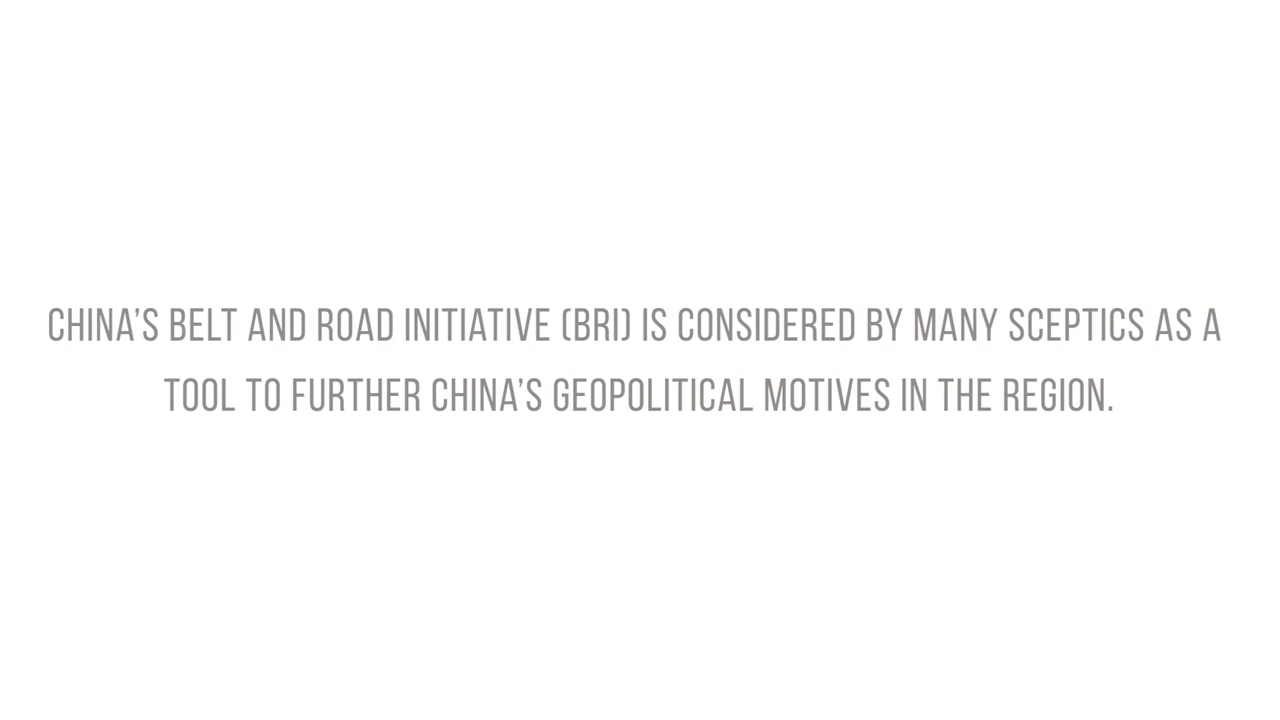 CHINA’S BELT AND ROAD INITIATIVE (BRI) IS CONSIDERED BY MANY SCEPTICS AS A
TOOL TO FURTHER CHINA’S GEOPOLITICAL MOTIVES IN THE REGION.